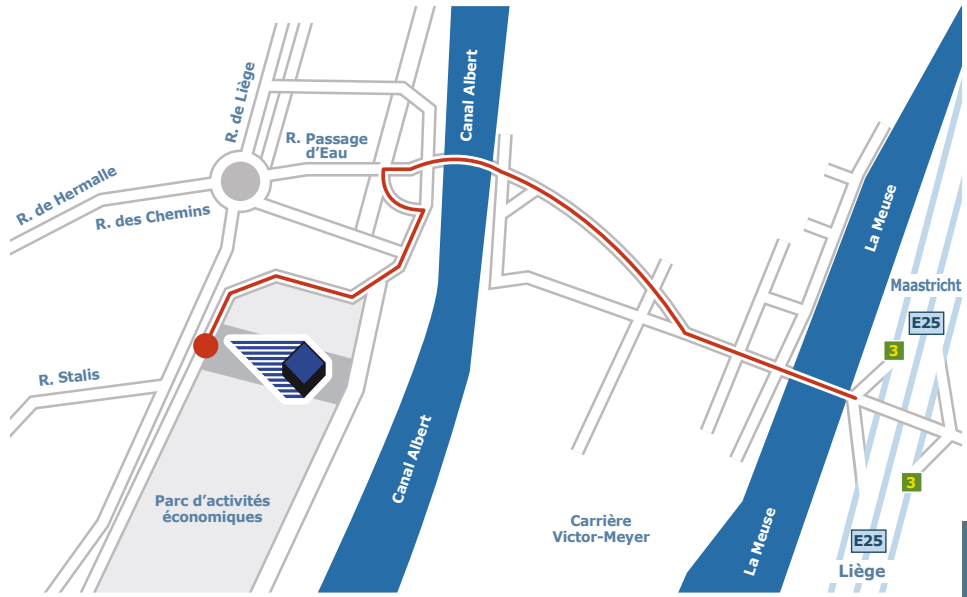 R. de Liège
Canal Albert
R. Passage
d'Eau
R. de Hermalle
R. des Chemins
La Meuse
Maastricht
E25
3
R. Stalis
Canal Albert
3
Parc d'activités
économiques
Carrière
Victor-Meyer
La Meuse
E25
Liège